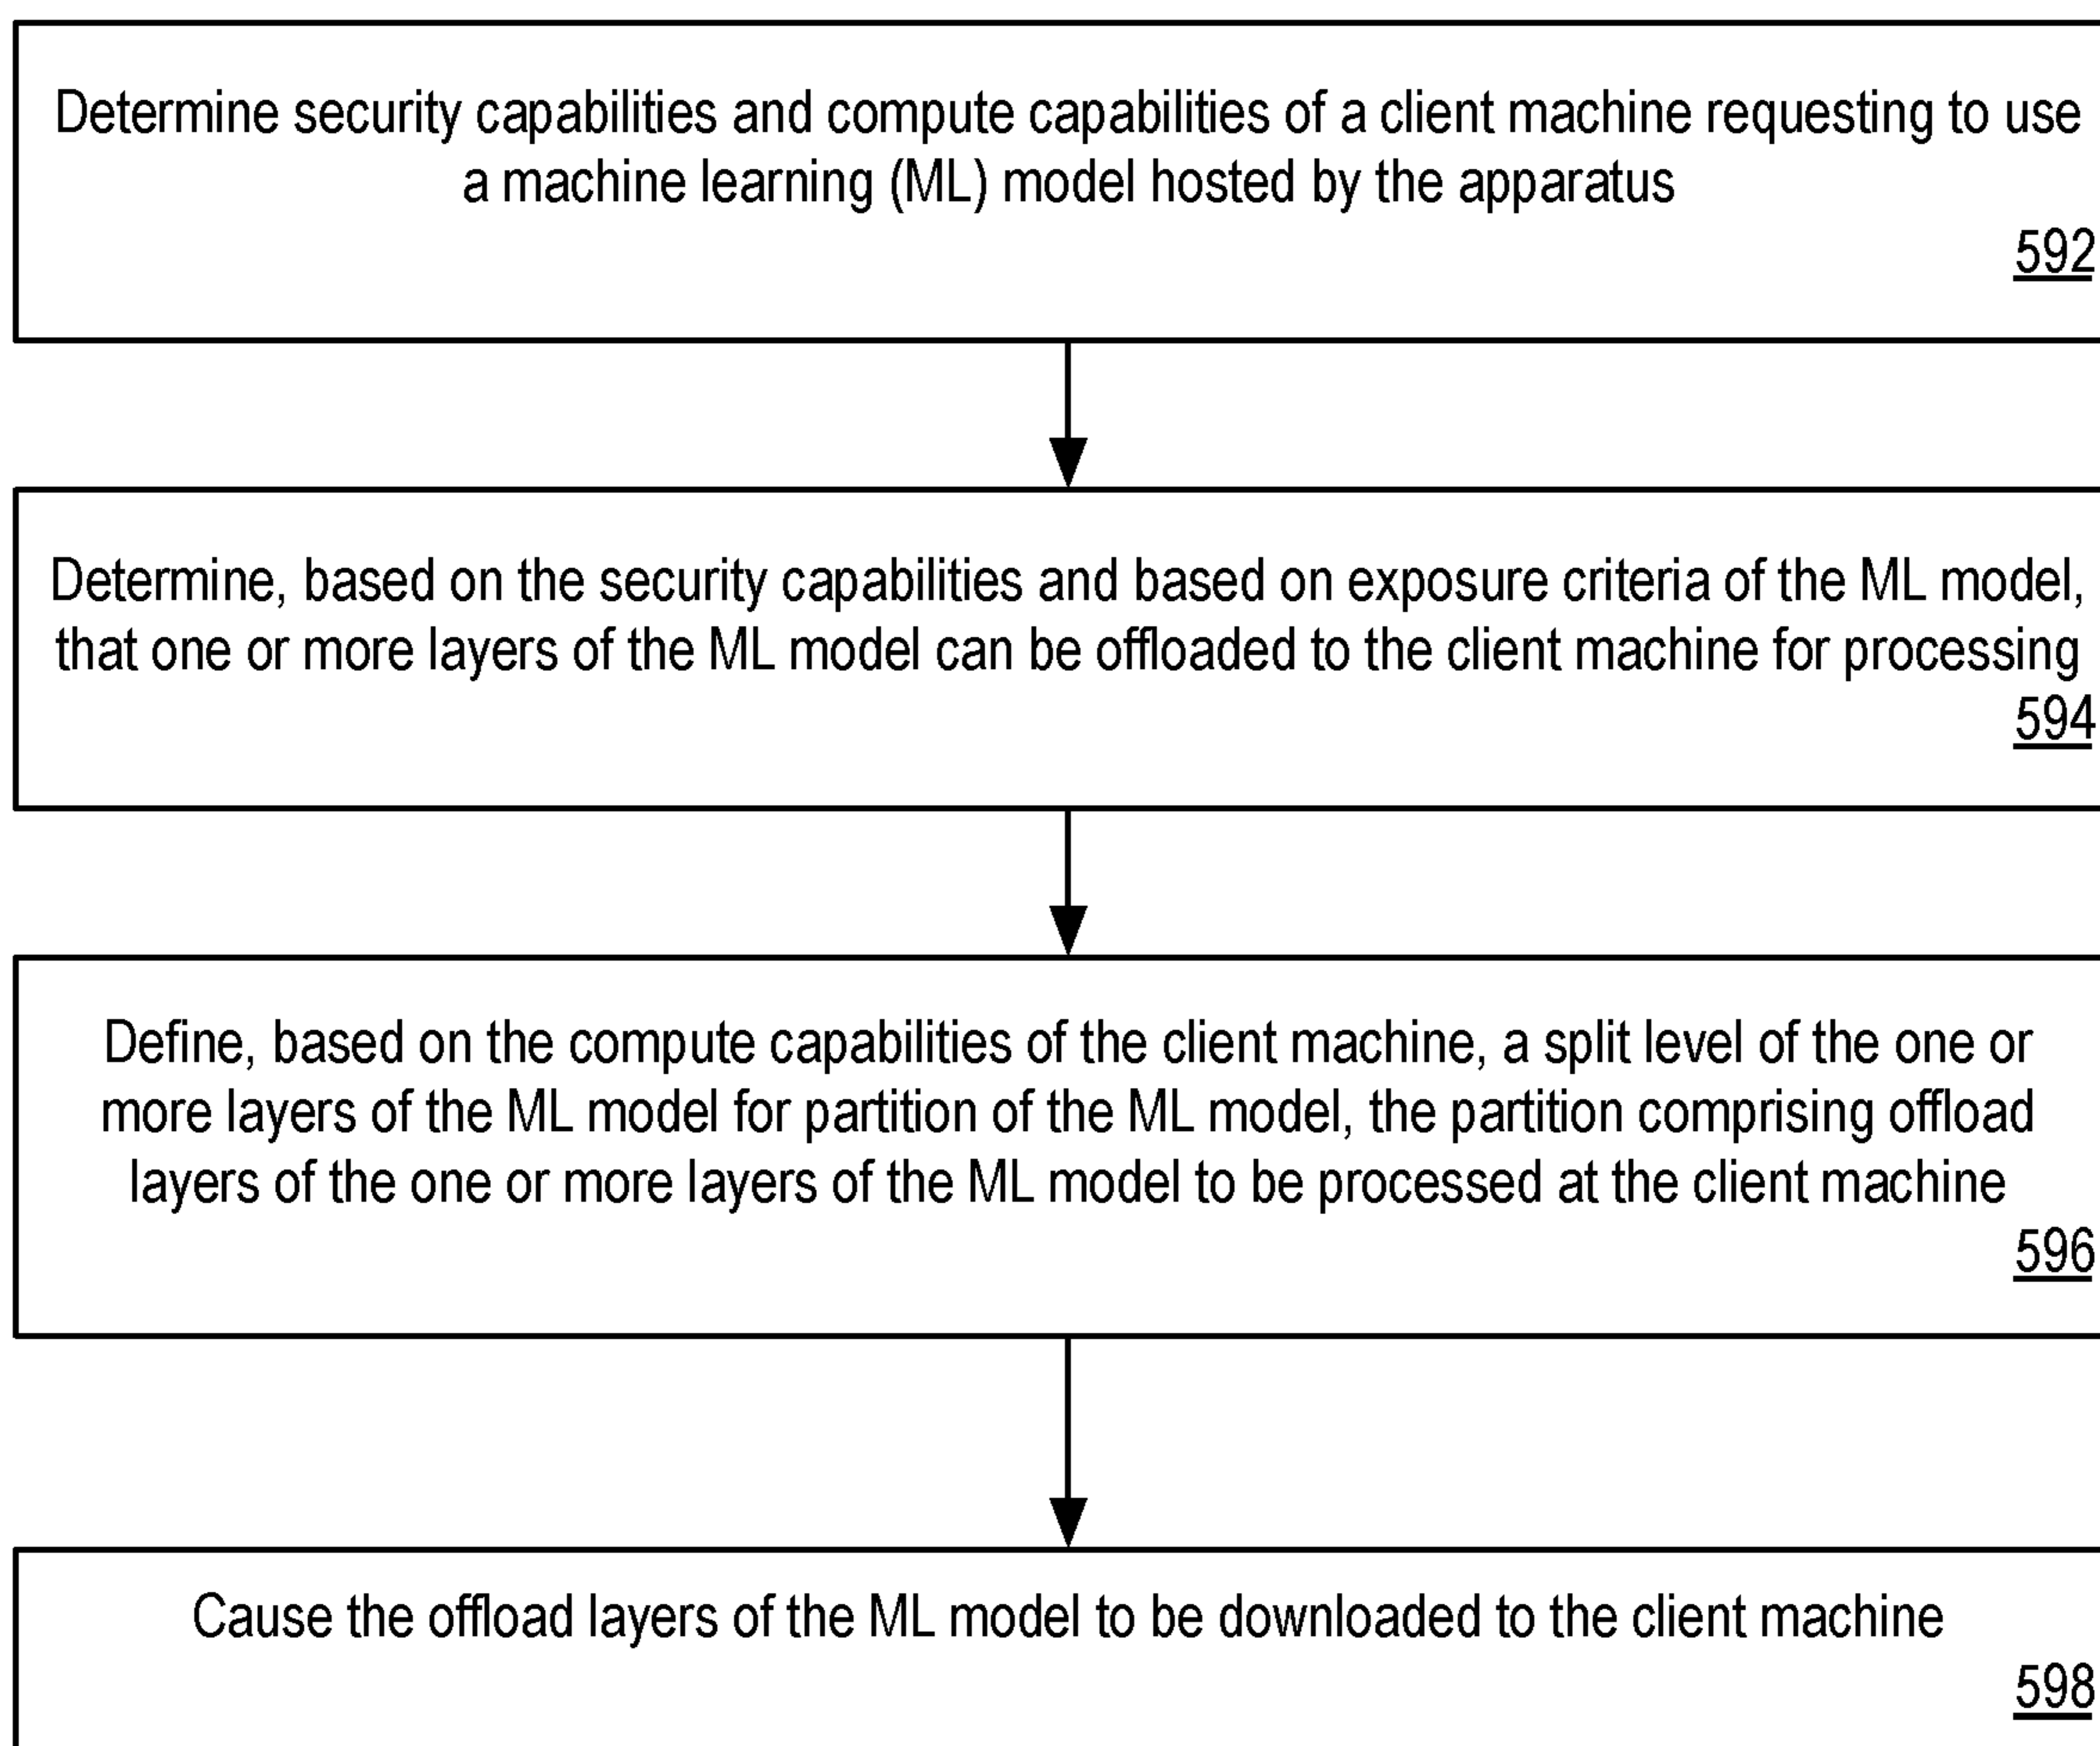 Determine security capabilities and compute capabilities of a client machine requesting to use
a machine learning (ML) model hosted by the apparatus
592
Determine, based on the security capabilities and based on exposure criteria of the ML model,
that one or more layers of the ML model can be offloaded to the client machine for processing
594
Define, based on the compute capabilities of the client machine, a split level of the one or
more layers of the ML model for partition of the ML model, the partition comprising offload
layers of the one or more layers of the ML model to be processed at the client machine
596
Cause the offload layers of the ML model to be downloaded to the client machine
598